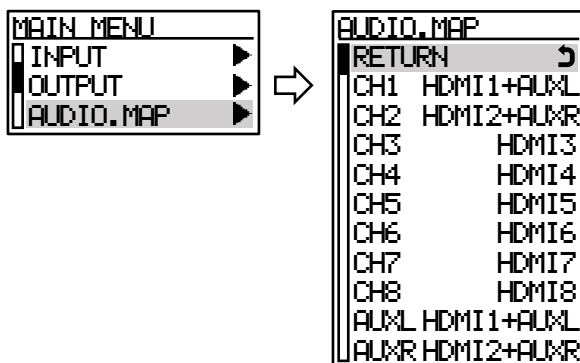 MAIN MENU
INPUT
OUTPUT
AUDIO.MAP
AUDIO.MAP
RETURN
CH1 HDMI1+AUXL
CH2 HDMI2+AUXR
CH3 HDMI3
CH4 HDMI4
CH5 HDMI5
CH6 HDMI6
CH7 HDMI7
CH8 HDMI8
AUXL HDMI1+AUXL
AUXR HDMI2+AUXR